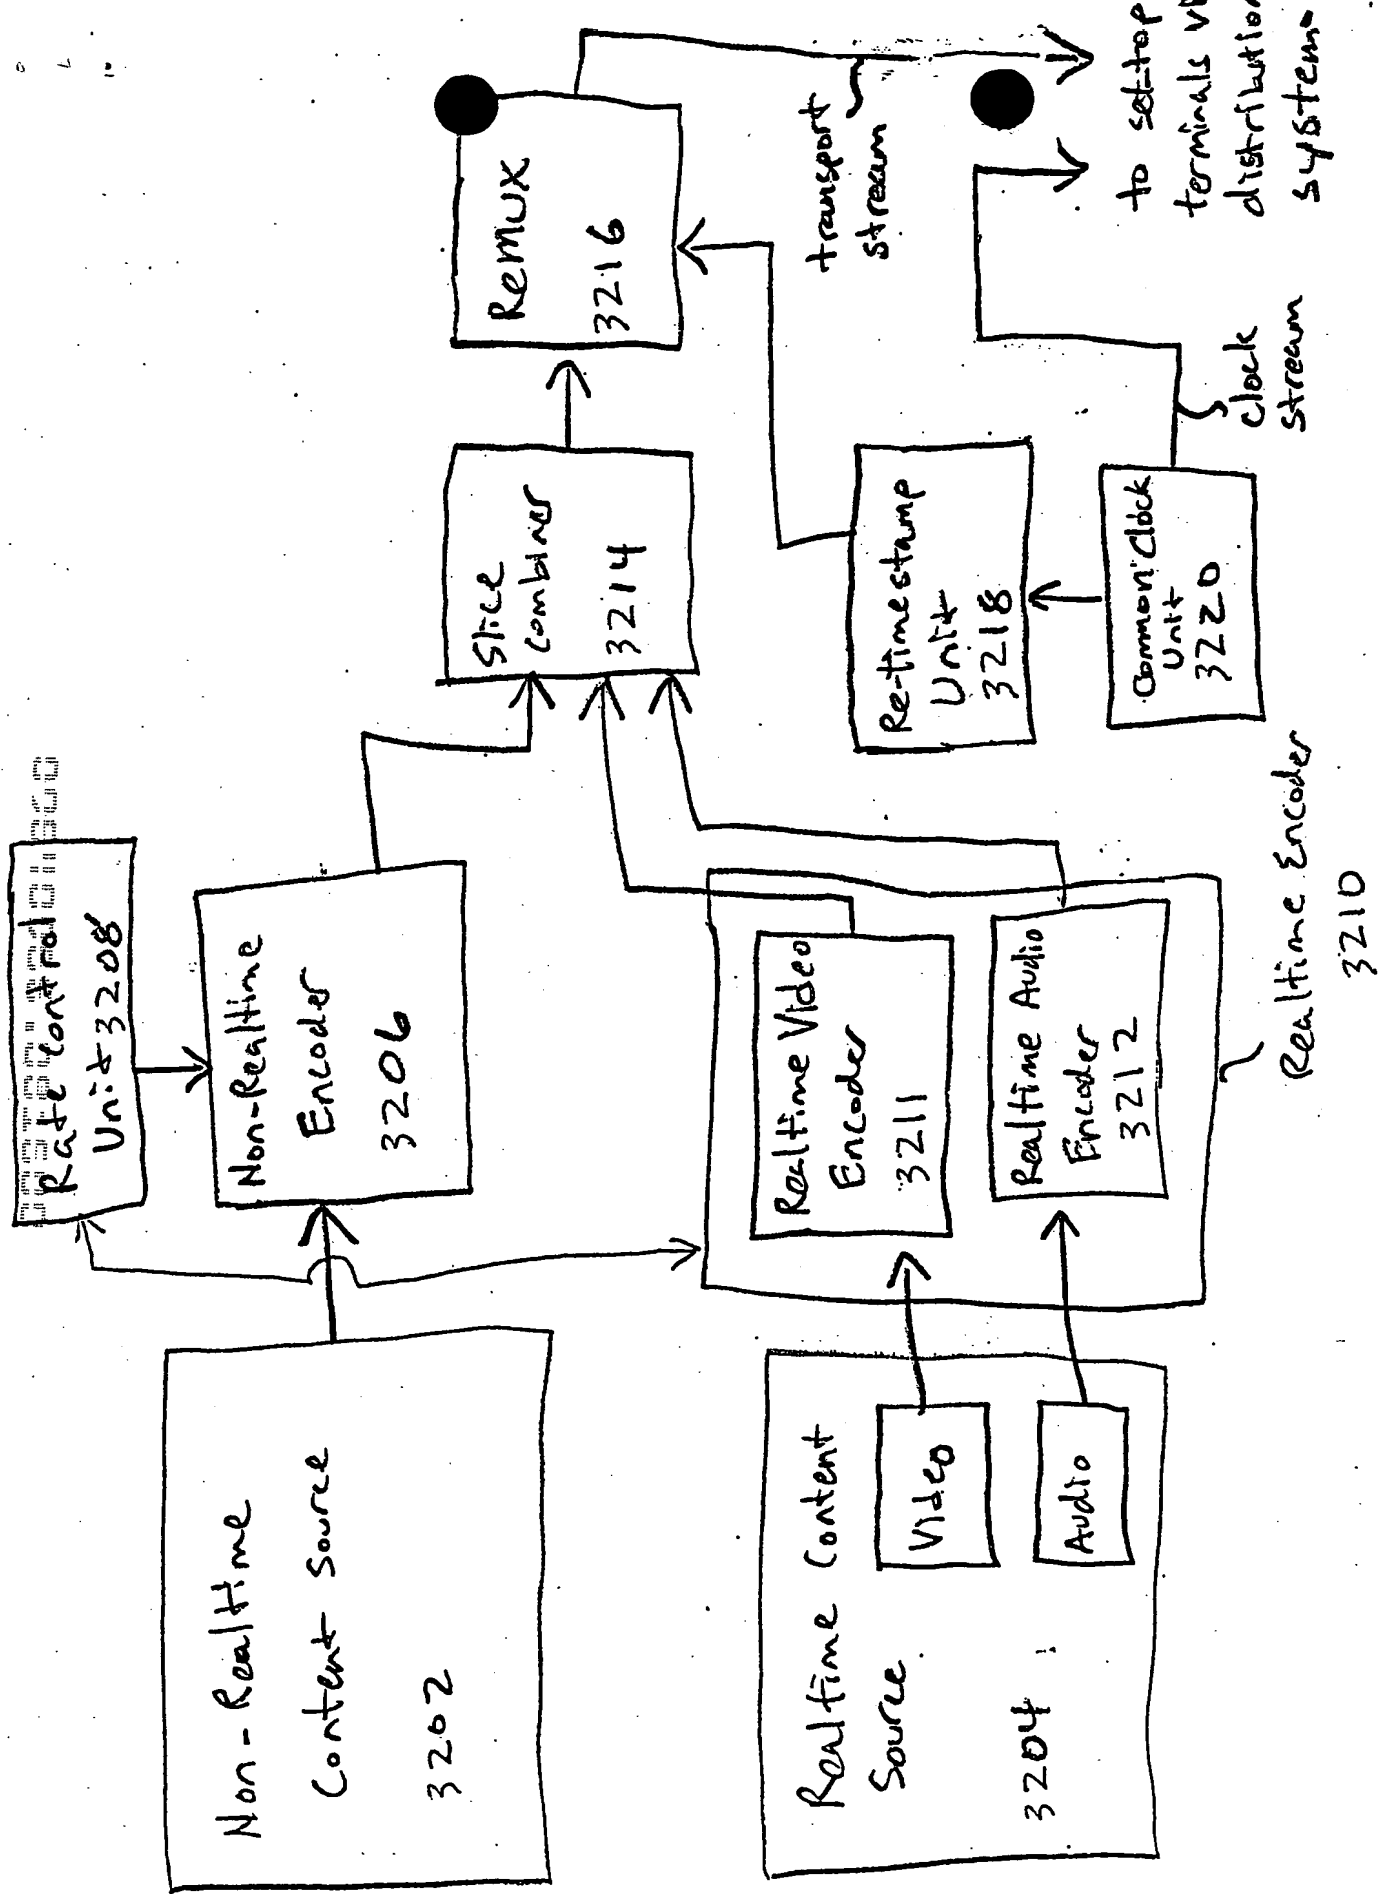 Rate control
Unit 3208
Non-Realtime
Content Source
3202
Non-Realtime
Encoder
3206
Slice
Combiner
3214
Remux
3216
transport
stream
to set-top
terminals
distribution
system.
Realtime Content
Source
3204
Video
Audio
Realtime Video
Encoder
3211
Realtime Audio
Encoder
3212
Realtime Encoder
3210
Re-timestamp
Unit
3218
Common Clock
Unit
3220
Clock
stream